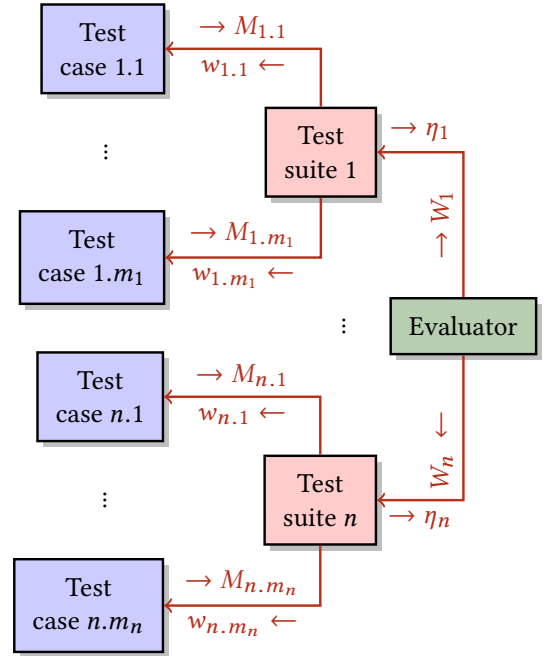 Test
case 1.1
→ M₁.₁
w₁.₁ ←
⋮
Test
suite 1
→ η₁
→ W₁
Test
case 1.m₁
→ M₁.ₘ₁
w₁.ₘ₁ ←
⋮
Evaluator
Test
case n.1
→ Mₙ.₁
wₙ.₁ ←
⋮
Test
suite n
Wₙ ←
→ ηₙ
Test
case n.mₙ
→ Mₙ.ₘₙ
wₙ.ₘₙ ←